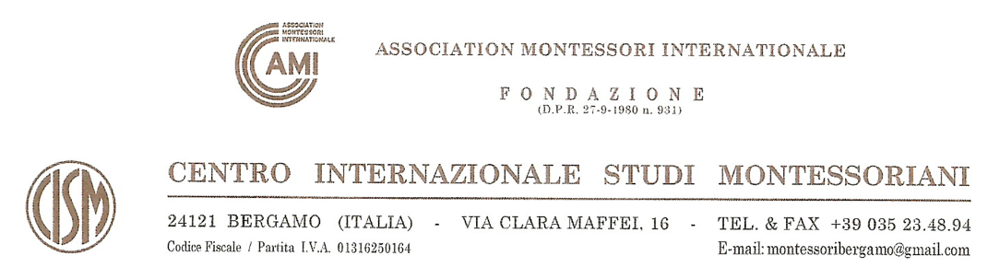 ASSOCIATION
MONTESSORI
INTERNATIONALE
AMI
ASSOCIATION MONTESSORI INTERNATIONALE
FONDAZIONE
(D.P.R. 27-9-1980 n. 931)
CISM
CENTRO INTERNAZIONALE STUDI MONTESSORIANI
24121 BERGAMO (ITALIA) - VIA CLARA MAFFEI, 16 - TEL. & FAX +39 035 23.48.94
Codice Fiscale / Partita I.V.A. 01316250164 E-mail: montessoribergamo@gmail.com